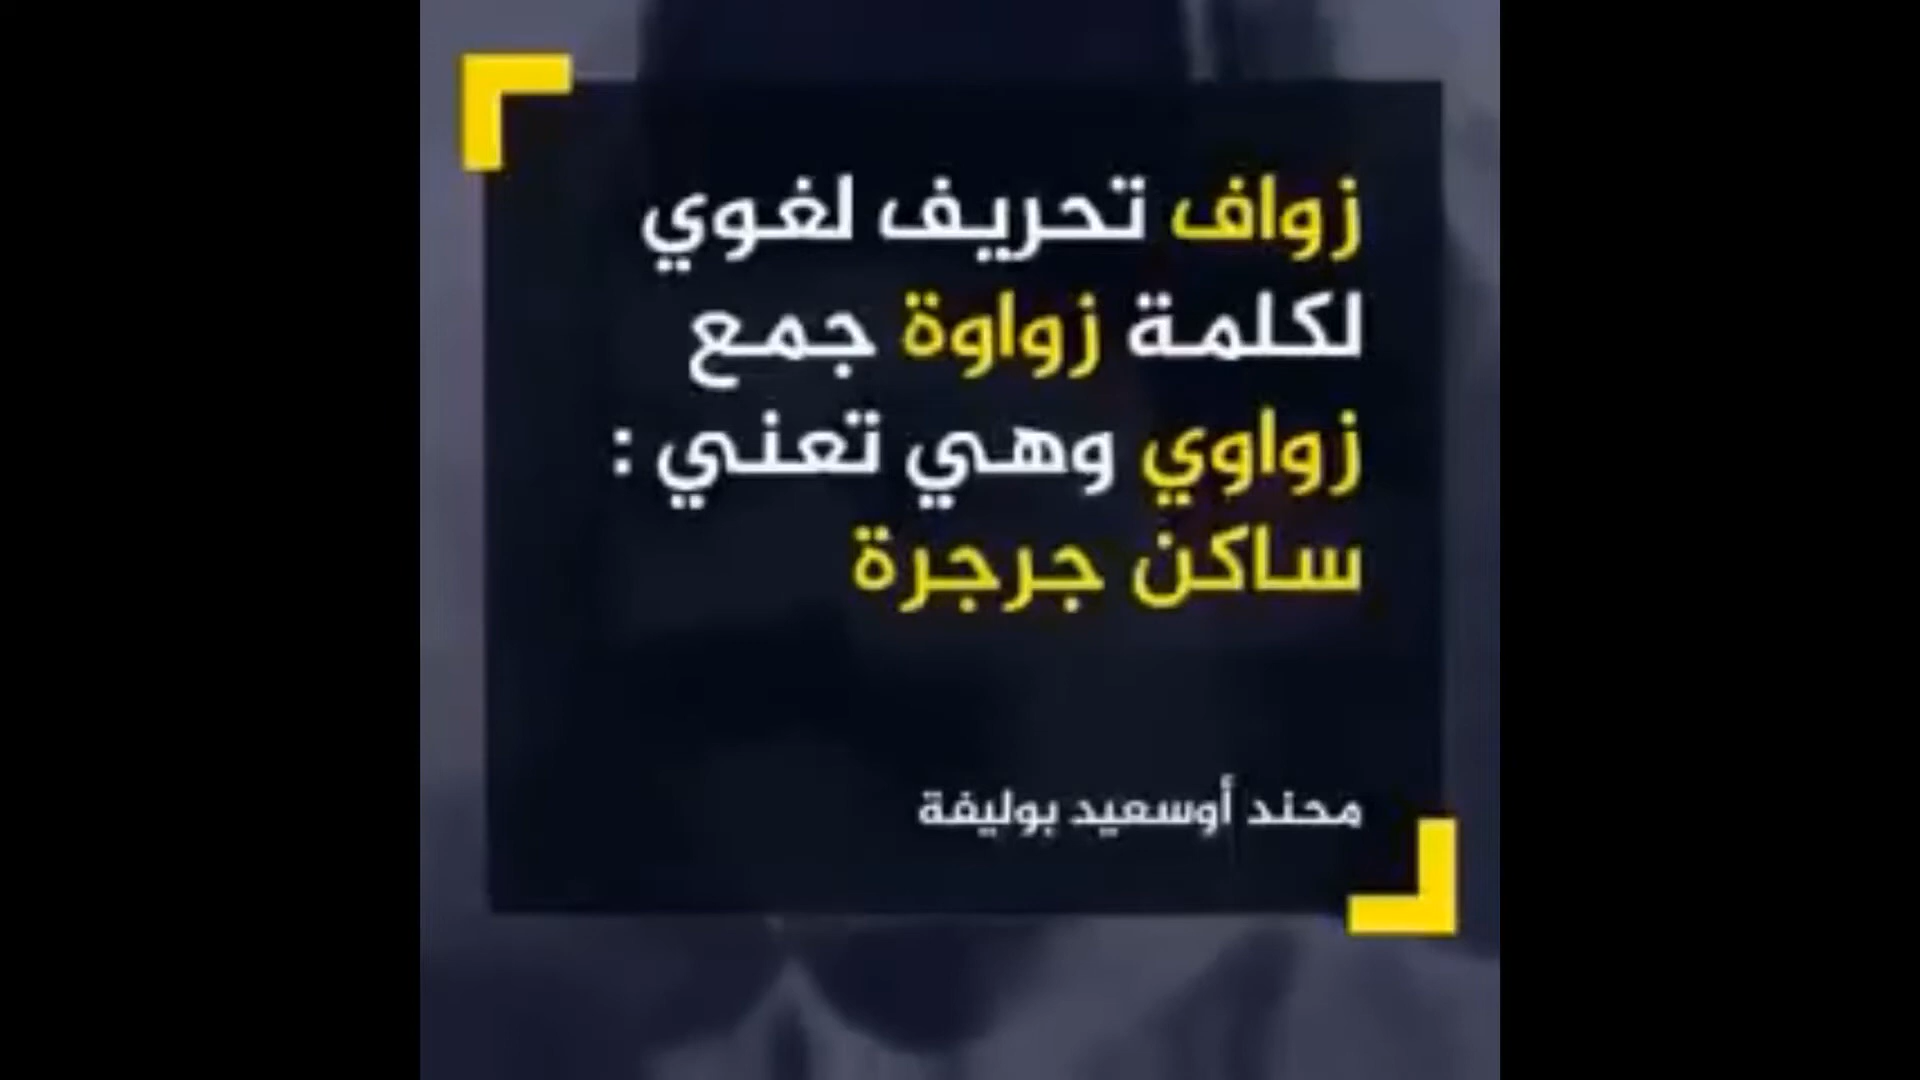 زواف تحريف لغوي
لكلمة زواوة جمع
زواوي وهي تعني :
ساكن جرجرة
محند أوسعيد بوليفة